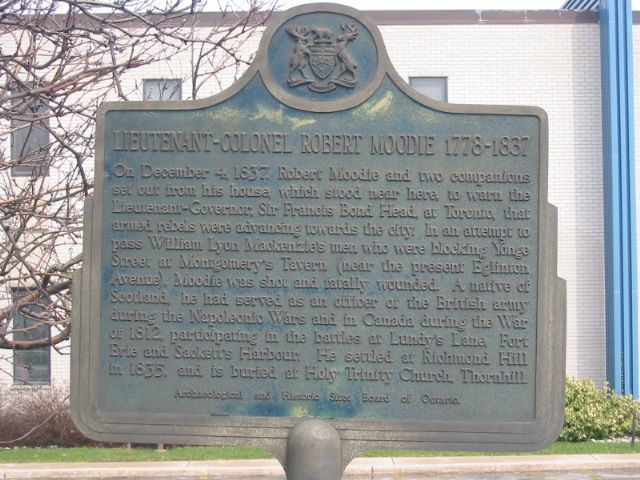 LIEUTENANT-COLONEL ROBERT MOODIE 1778-1837
On December 4, 1837, Robert Moodie and two companions
set out from his house, which stood near here, to warn the
Lieutenant-Governor, Sir Francis Bond Head, at Toronto, that
armed rebels were advancing towards the city. In an attempt to
pass William Lyon Mackenzie's men who were blocking Yonge
Street at Montgomery's Tavern (near the present Eglinton
Avenue), Moodie was shot and fatally wounded. A native of
Scotland, he had served as an officer of the British army
during the Napoleonic Wars and in Canada during the War
of 1812, participating in the battles at Lundy's Lane, Fort
Erie and Sackett's Harbour. He settled at Richmond Hill
in 1835, and is buried at Holy Trinity Church, Thornhill.
Archaeological and Historic Sites Board of Ontario.